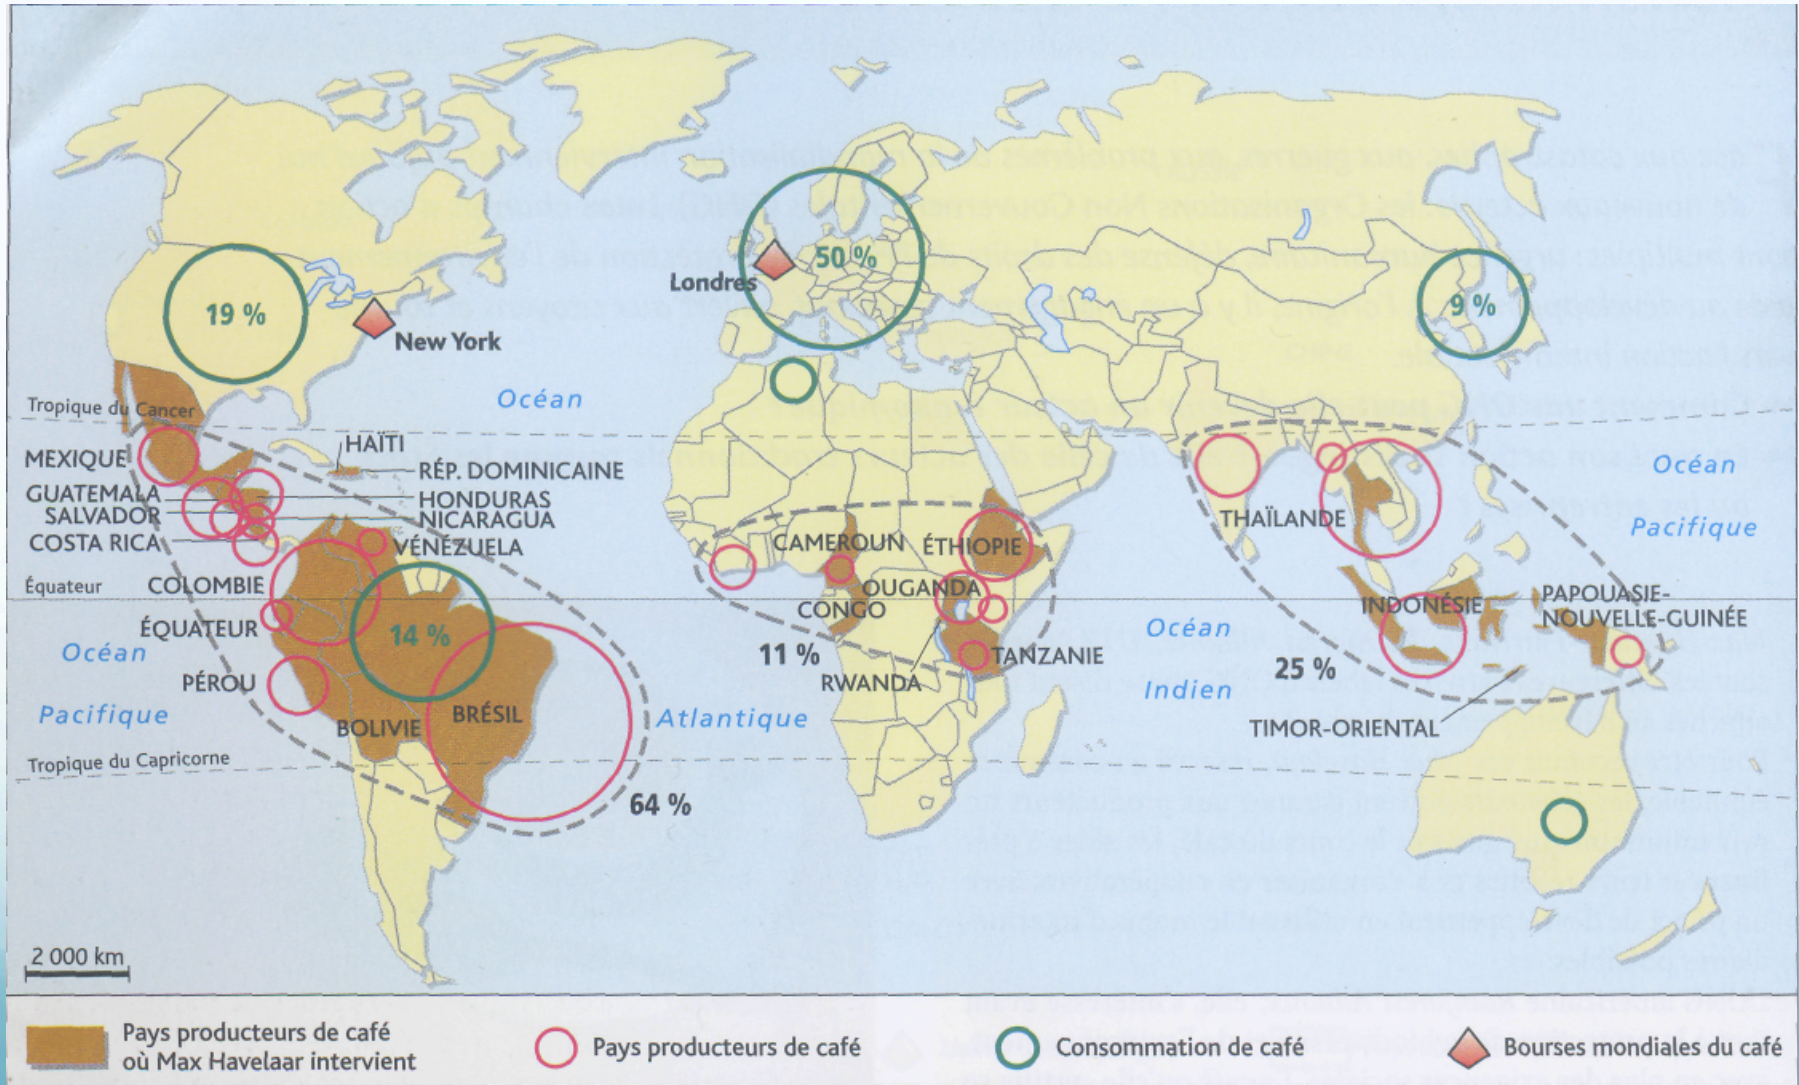 19 %
New York
Londres
50 %
9 %
Océan
Tropique du Cancer
MEXIQUE
HAÏTI
RÉP. DOMINICAINE
GUATEMALA
HONDURAS
SALVADOR
NICARAGUA
COSTA RICA
VÉNÉZUELA
Équateur
COLOMBIE
ÉQUATEUR
14 %
Océan
PÉROU
Pacifique
BOLIVIE
BRÉSIL
Atlantique
Tropique du Capricorne
64 %
CAMEROUN
ÉTHIOPIE
OUGANDA
CONGO
11 %
TANZANIE
RWANDA
Océan
Indien
THAÏLANDE
Océan
Pacifique
INDONÉSIE
PAPOUASIE-
NOUVELLE-GUINÉE
25 %
TIMOR-ORIENTAL
2 000 km
Pays producteurs de café
où Max Havelaar intervient
Pays producteurs de café
Consommation de café
Bourses mondiales du café